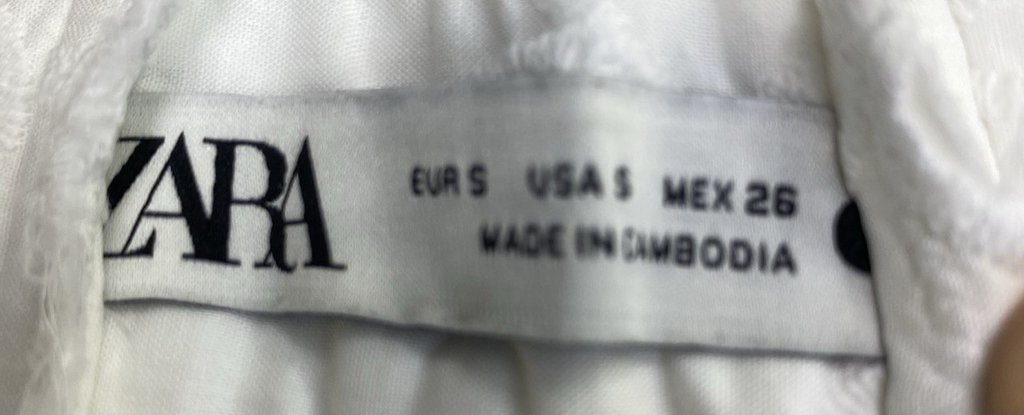 ZARA
EUR S USA S MEX 26
MADE IN CAMBODIA